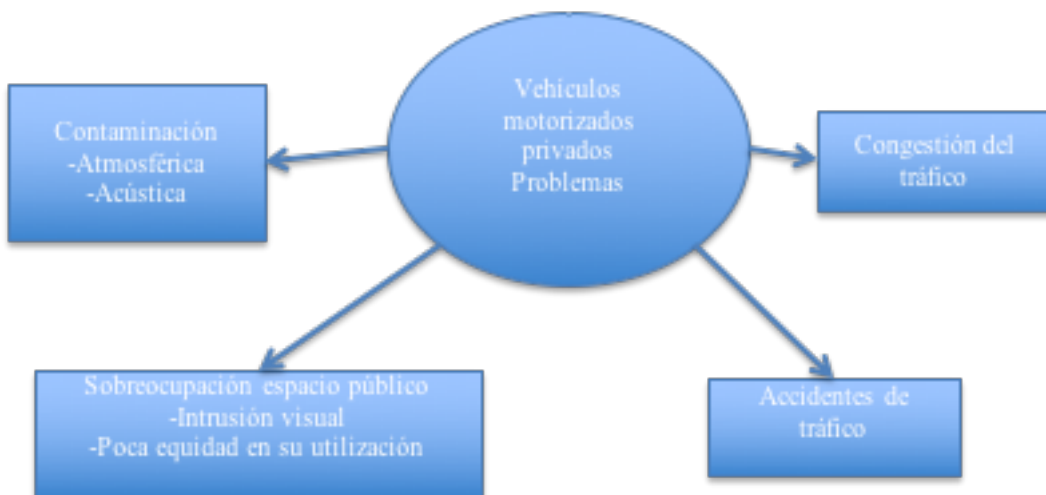 Vehículos
motorizados
privados
Problemas
Contaminación
-Atmosférica
-Acústica
Congestión del
tráfico
Sobreocupación espacio público
-Intrusión visual
-Poca equidad en su utilización
Accidentes de
tráfico